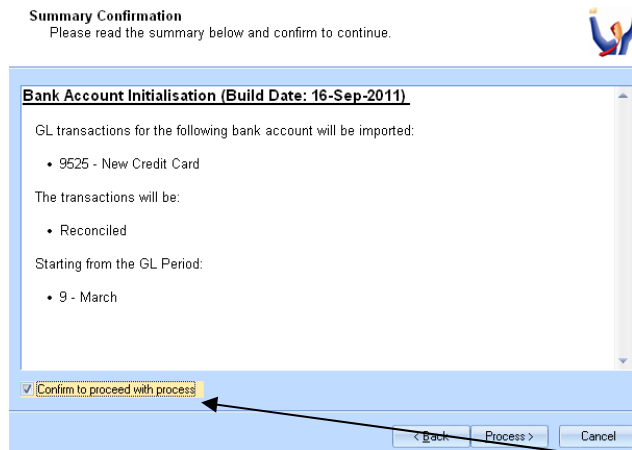 Summary Confirmation
Please read the summary below and confirm to continue.
Bank Account Initialisation (Build Date: 16-Sep-2011)
GL transactions for the following bank account will be imported:
• 9525 - New Credit Card
The transactions will be:
• Reconciled
Starting from the GL Period:
• 9 - March
Confirm to proceed with process
< Back Process > Cancel